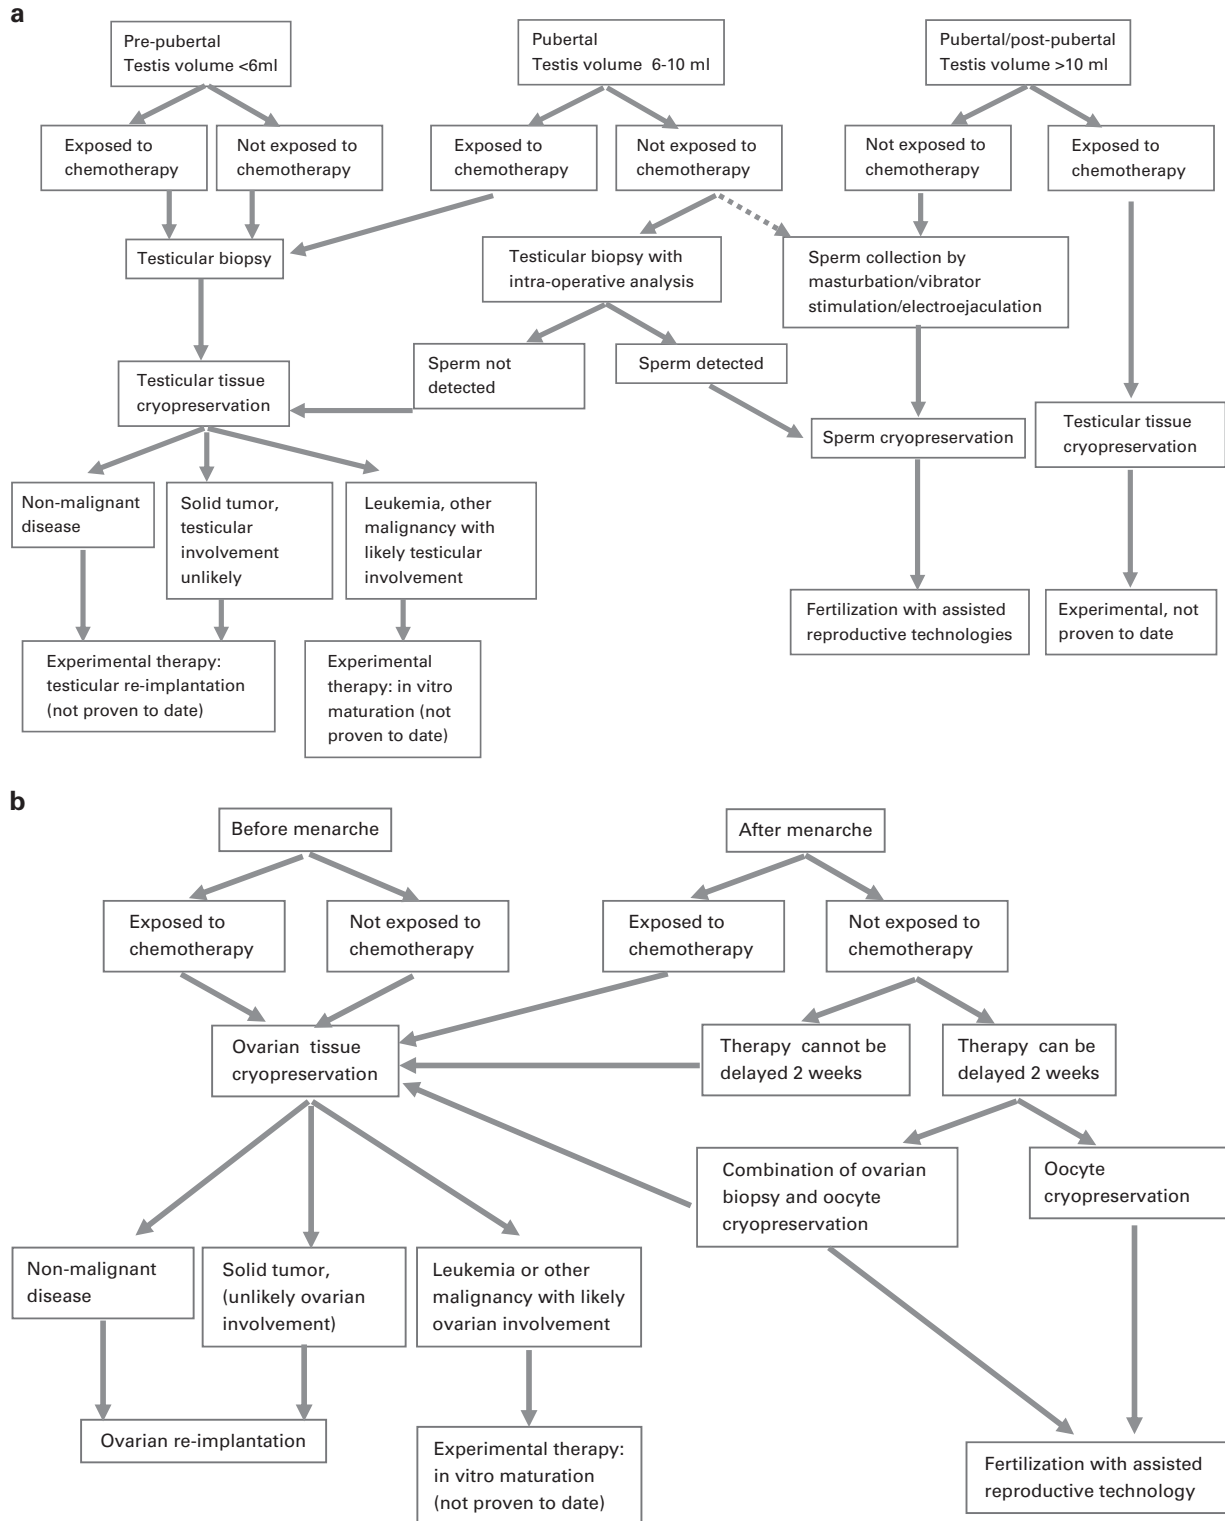 a
Pre-pubertal
Testis volume <6ml
Pubertal
Testis volume 6-10 ml
Pubertal/post-pubertal
Testis volume >10 ml
Exposed to
chemotherapy
Not exposed to
chemotherapy
Exposed to
chemotherapy
Not exposed to
chemotherapy
Not exposed to
chemotherapy
Exposed to
chemotherapy
Testicular biopsy
Testicular biopsy with
intra-operative analysis
Sperm collection by
masturbation/vibrator
stimulation/electroejaculation
Sperm not
detected
Sperm detected
Testicular tissue
cryopreservation
Sperm cryopreservation
Testicular tissue
cryopreservation
Non-malignant
disease
Solid tumor,
testicular
involvement
unlikely
Leukemia, other
malignancy with
likely testicular
involvement
Fertilization with assisted
reproductive technologies
Experimental, not
proven to date
Experimental therapy:
testicular re-implantation
(not proven to date)
Experimental
therapy: in vitro
maturation (not
proven to date)
b
Before menarche
After menarche
Exposed to
chemotherapy
Not exposed to
chemotherapy
Exposed to
chemotherapy
Not exposed to
chemotherapy
Ovarian tissue
cryopreservation
Therapy cannot be
delayed 2 weeks
Therapy can be
delayed 2 weeks
Combination of ovarian
biopsy and oocyte
cryopreservation
Oocyte
cryopreservation
Non-malignant
disease
Solid tumor,
(unlikely ovarian
involvement)
Leukemia or other
malignancy with likely
ovarian involvement
Ovarian re-implantation
Experimental therapy:
in vitro maturation
(not proven to date)
Fertilization with assisted
reproductive technology